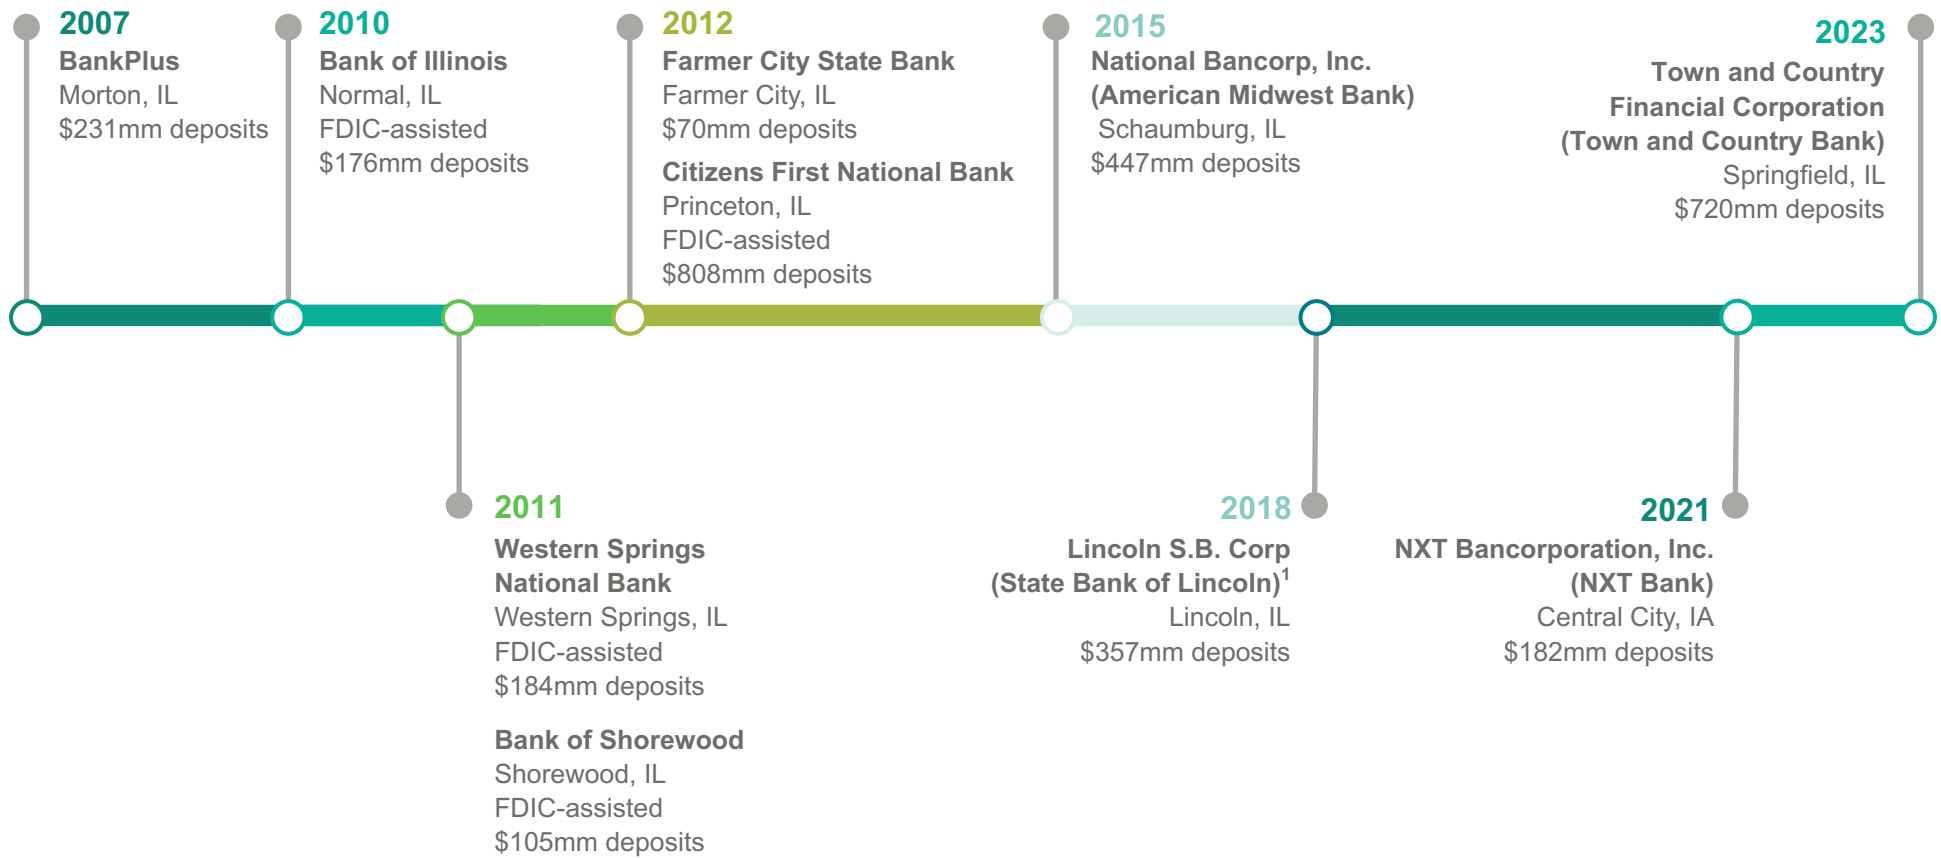 2007
BankPlus
Morton, IL
$231mm deposits
2010
Bank of Illinois
Normal, IL
FDIC-assisted
$176mm deposits
2012
Farmer City State Bank
Farmer City, IL
$70mm deposits
Citizens First National Bank
Princeton, IL
FDIC-assisted
$808mm deposits
2015
National Bancorp, Inc.
(American Midwest Bank)
Schaumburg, IL
$447mm deposits
2023
Town and Country
Financial Corporation
(Town and Country Bank)
Springfield, IL
$720mm deposits
2011
Western Springs
National Bank
Western Springs, IL
FDIC-assisted
$184mm deposits
Bank of Shorewood
Shorewood, IL
FDIC-assisted
$105mm deposits
2018
Lincoln S.B. Corp
(State Bank of Lincoln)¹
Lincoln, IL
$357mm deposits
2021
NXT Bancorporation, Inc.
(NXT Bank)
Central City, IA
$182mm deposits